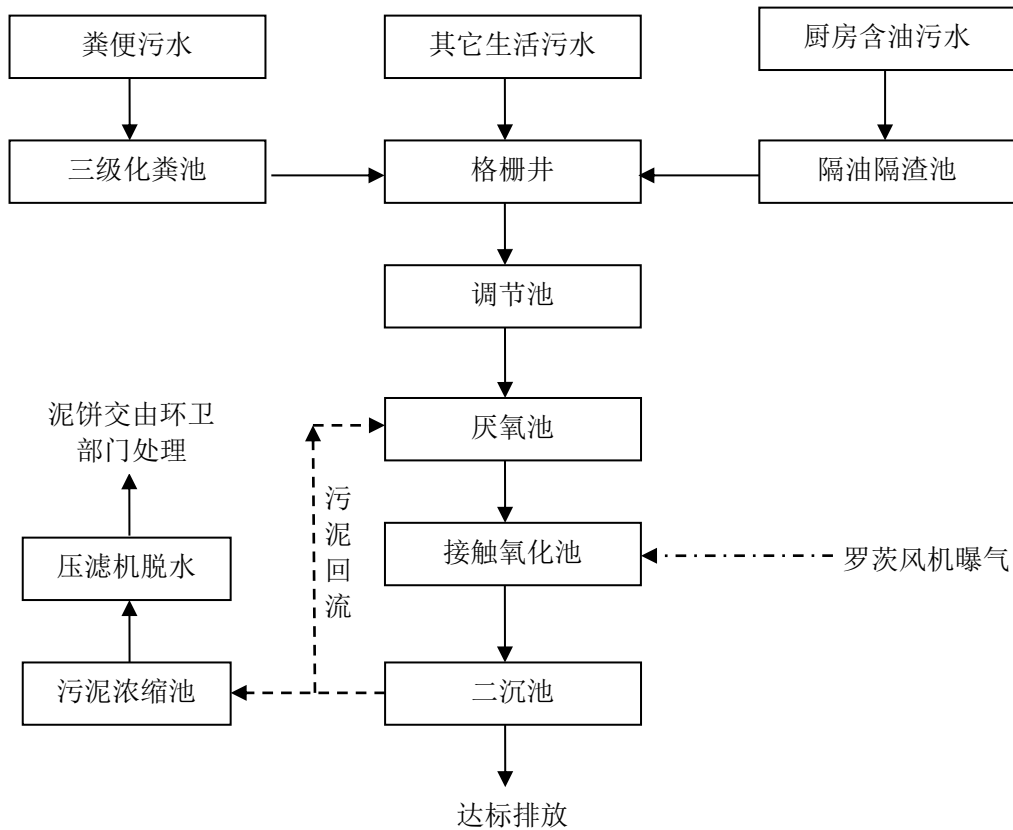 粪便污水
其它生活污水
厨房含油污水
三级化粪池
格栅井
隔油隔渣池
调节池
泥饼交由环卫
部门处理
厌氧池
污
泥
回
流
压滤机脱水
接触氧化池
罗茨风机曝气
污泥浓缩池
二沉池
达标排放